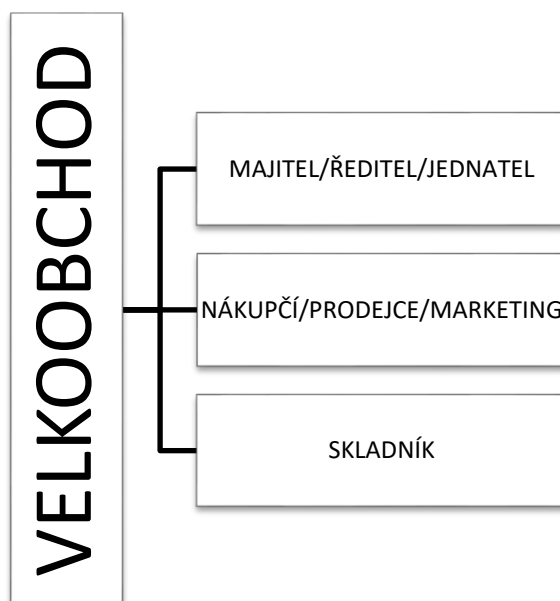 VELKOOBCHOD
MAJITEL/ŘEDITEL/JEDNATEL
NÁKUPČÍ/PRODEJCE/MARKETING
SKLADNÍK